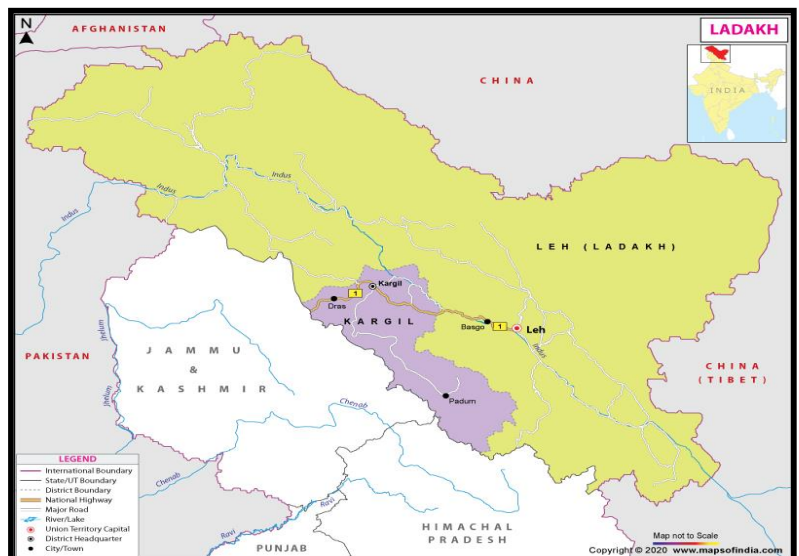 N
AFGHANISTAN
LADAKH
CHINA
INDIA
Indus
Indus
Indus
LEH (LADAKH)
Kargil
1
Dras
KARGIL
Basgo
1
Leh
Indus
PAKISTAN
Jhelum
JAMMU
&
KASHMIR
Jhelum
CHINA
(TIBET)
Padum
Chenab
Chenab
Ravi
Ravi
HIMACHAL
PRADESH
PUNJAB
LEGEND
International Boundary
State/UT Boundary
District Boundary
National Highway
Major Road
River/Lake
Union Territory Capital
District Headquarter
City/Town
Map not to Scale
Copyright © 2020 www.mapsofindia.com